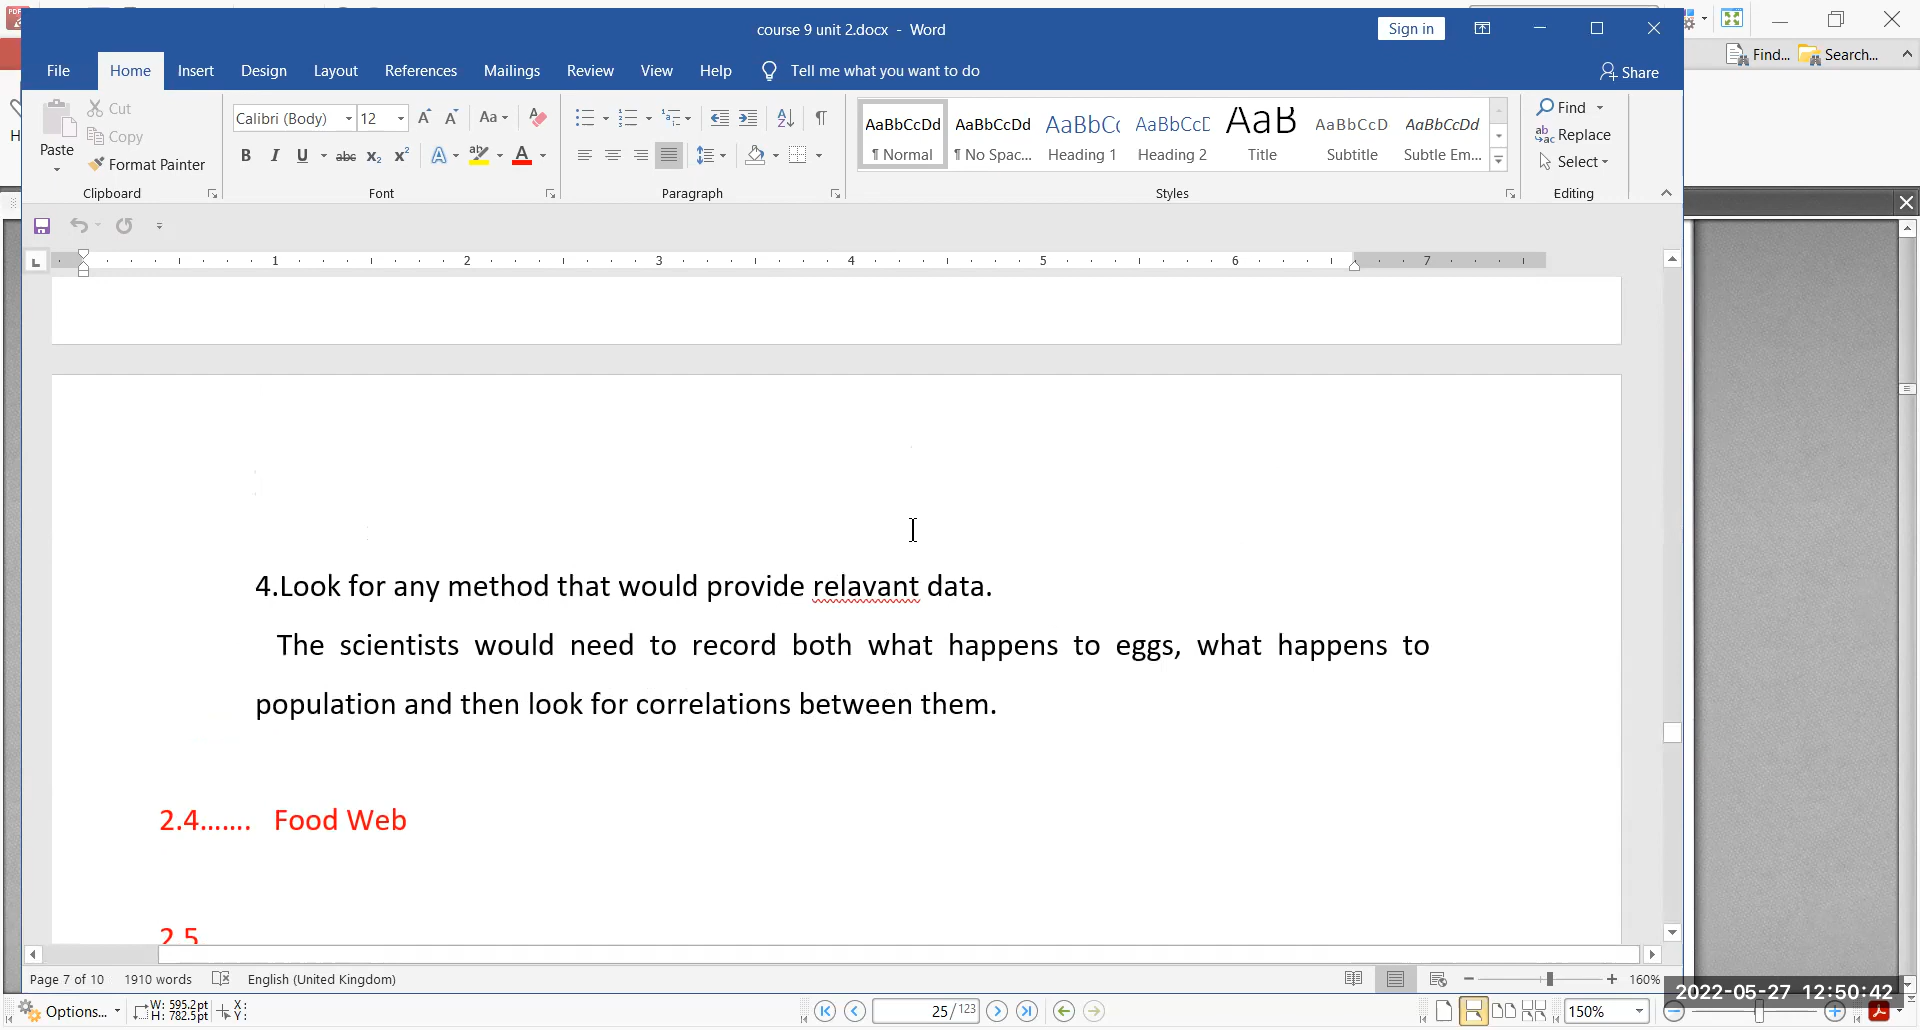 course 9 unit 2.docx - Word
Sign in
File Home Insert Design Layout References Mailings Review View Help Tell me what you want to do
Share
Find... Search...
Paste
Cut
Copy
Format Painter
Clipboard
Calibri (Body) 12
Font
Paragraph
AaBbCcDd AaBbCcDd AaBbCc AaBbCcE AaB AaBbCcD AaBbCcDd
¶ Normal ¶ No Spac... Heading 1 Heading 2 Title Subtitle Subtle Em...
Styles
Find
Replace
Select
Editing
1 2 3 4 5 6 7
4.Look for any method that would provide relavant data.
The scientists would need to record both what happens to eggs, what happens to
population and then look for correlations between them.
2.4....... Food Web
2.5
Page 7 of 10 1910 words English (United Kingdom)
160%
2022-05-27 12:50:42
Options... W: 595.2pt X:
H: 782.5pt Y:
25/123
150%